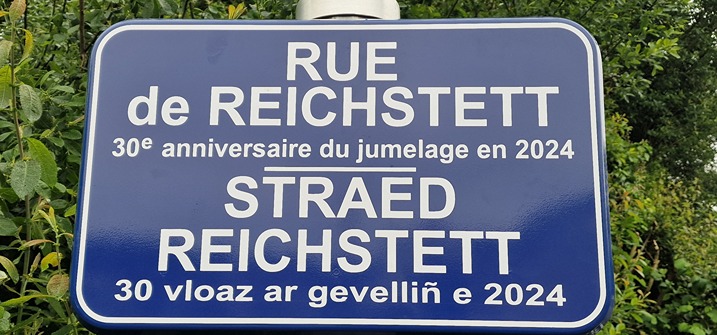 RUE
de REICHSTETT
30e anniversaire du jumelage en 2024
STRAED
REICHSTETT
30 vloaz ar gevelliñ e 2024